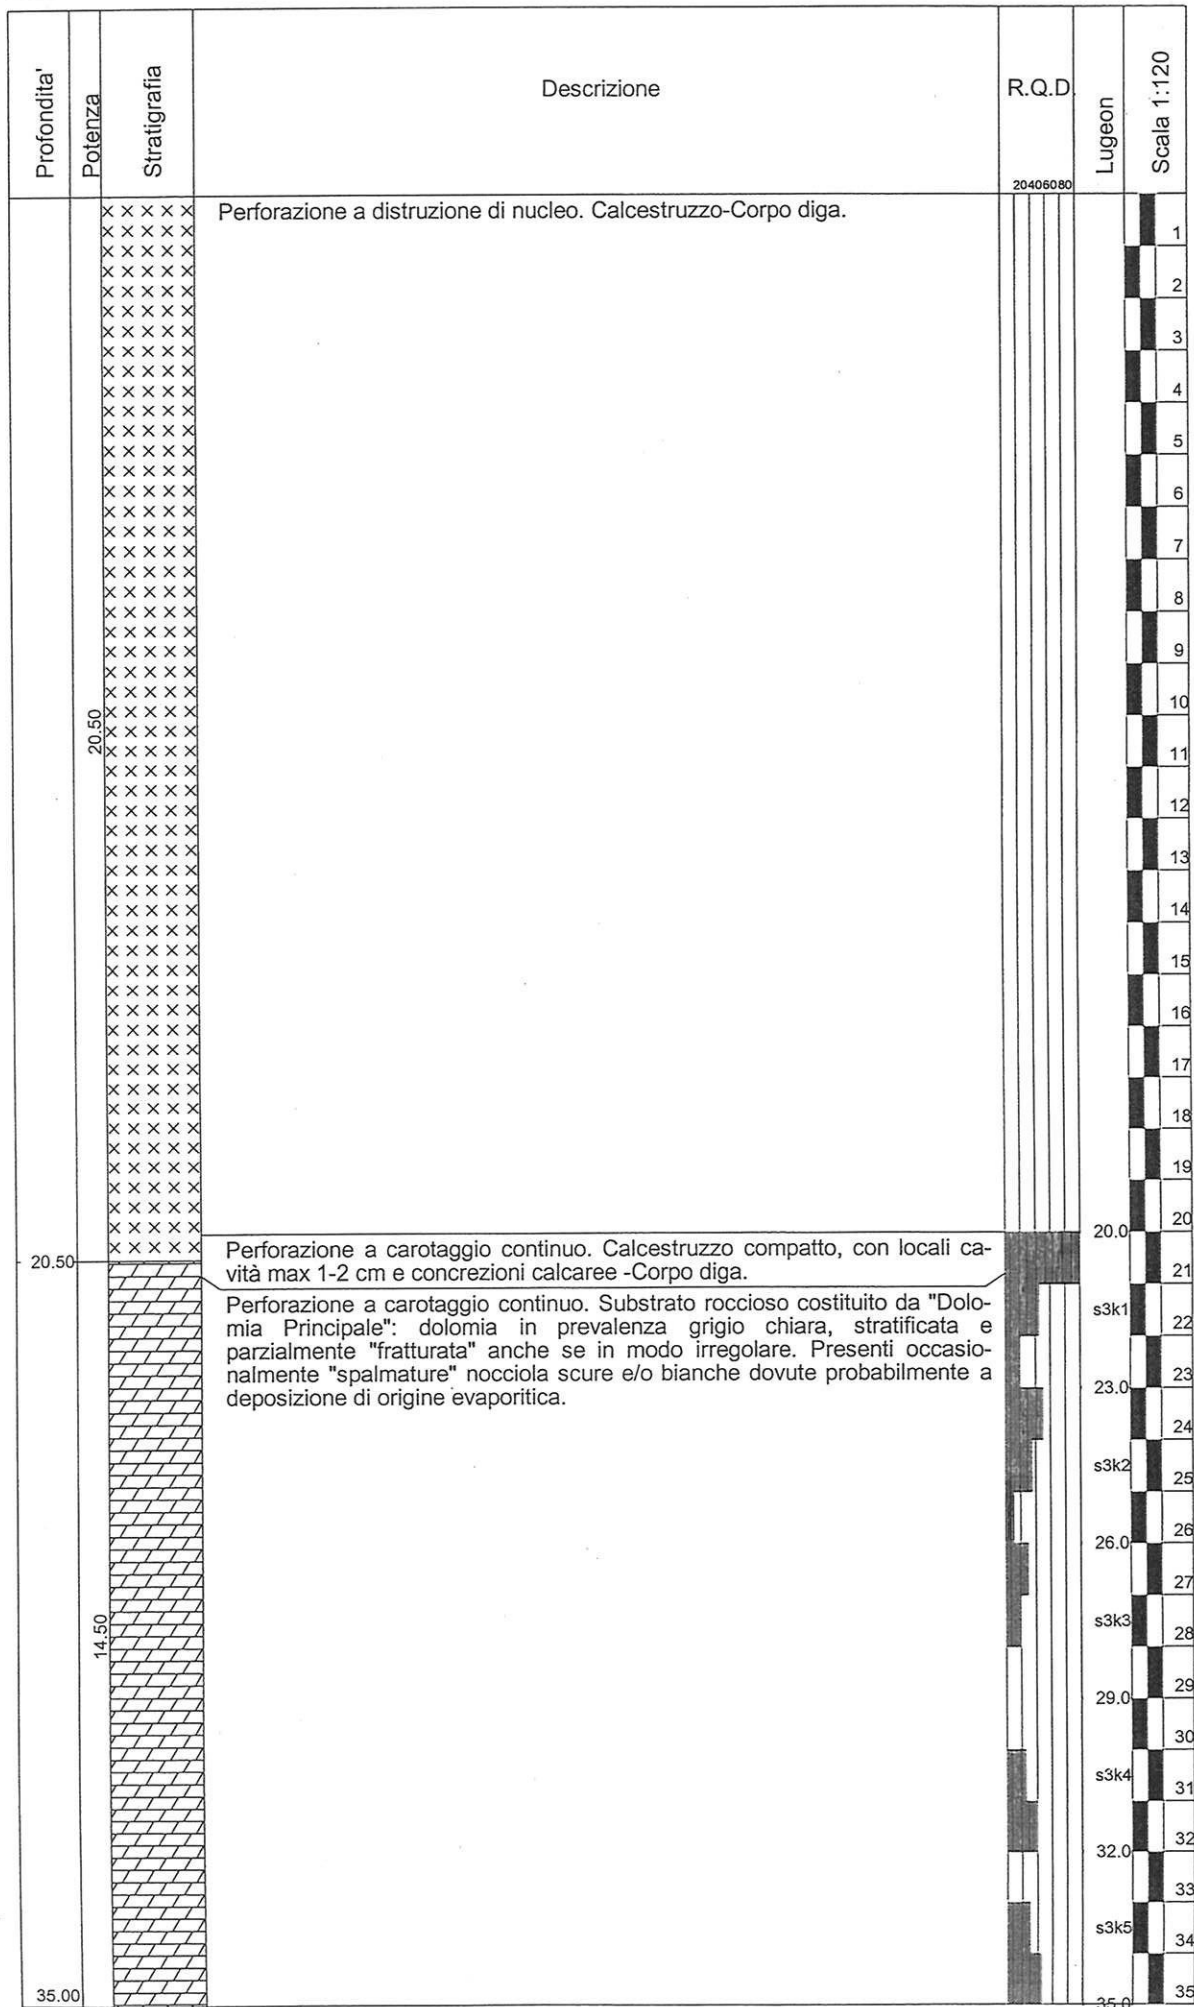 Profondita'
Potenza
Stratigrafia
Descrizione
R.Q.D.
20406080
Lugeon
Scala 1:120
Perforazione a distruzione di nucleo. Calcestruzzo-Corpo diga.
1
2
3
4
5
6
7
8
9
10
20.50
11
12
13
14
15
16
17
18
19
20
20.0
20.50
Perforazione a carotaggio continuo. Calcestruzzo compatto, con locali ca-
vità max 1-2 cm e concrezioni calcaree -Corpo diga.
21
Perforazione a carotaggio continuo. Substrato roccioso costituito da "Dolo-
mia Principale": dolomia in prevalenza grigio chiara, stratificata e
parzialmente "fratturata" anche se in modo irregolare. Presenti occasio-
nalmente "spalmature" nocciola scure e/o bianche dovute probabilmente a
deposizione di origine evaporitica.
s3k1
22
23
23.0
24
s3k2
25
26
26.0
27
14.50
s3k3
28
29
29.0
30
s3k4
31
32
32.0
33
s3k5
34
35
35.00
35.0